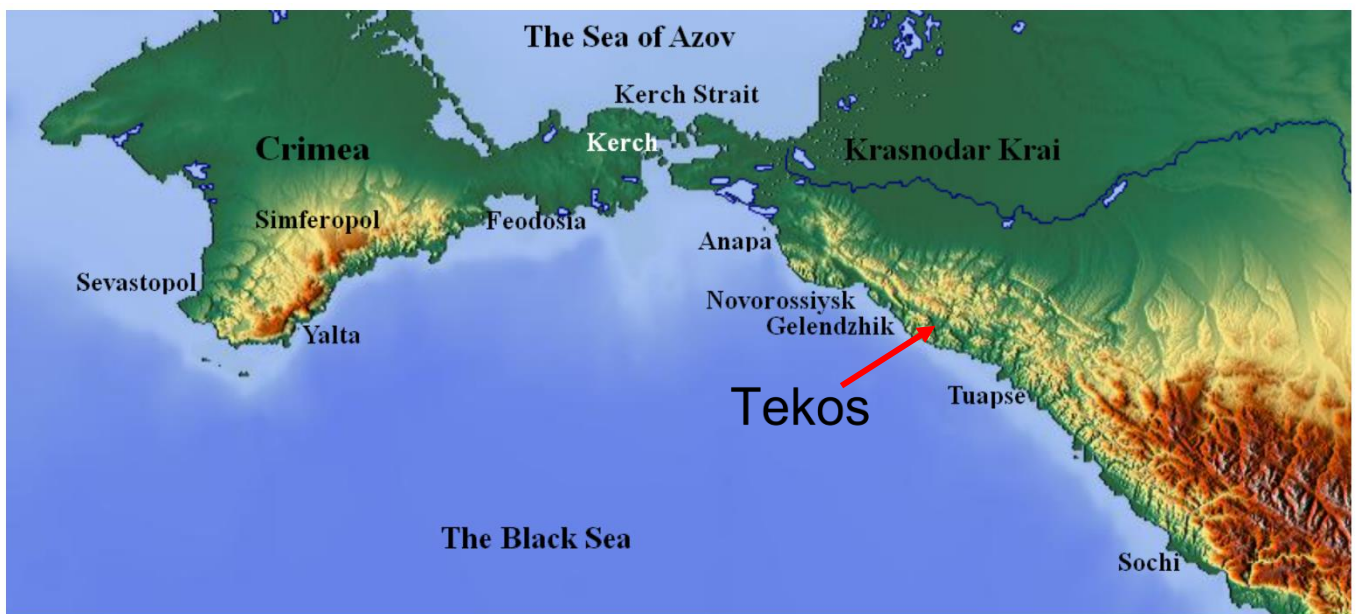 The Sea of Azov
Kerch Strait
Kerch
Crimea
Krasnodar Krai
Simferopol
Feodosia
Anapa
Sevastopol
Novorossiysk
Gelendzhik
Yalta
Tekos
Tuapse
The Black Sea
Sochi